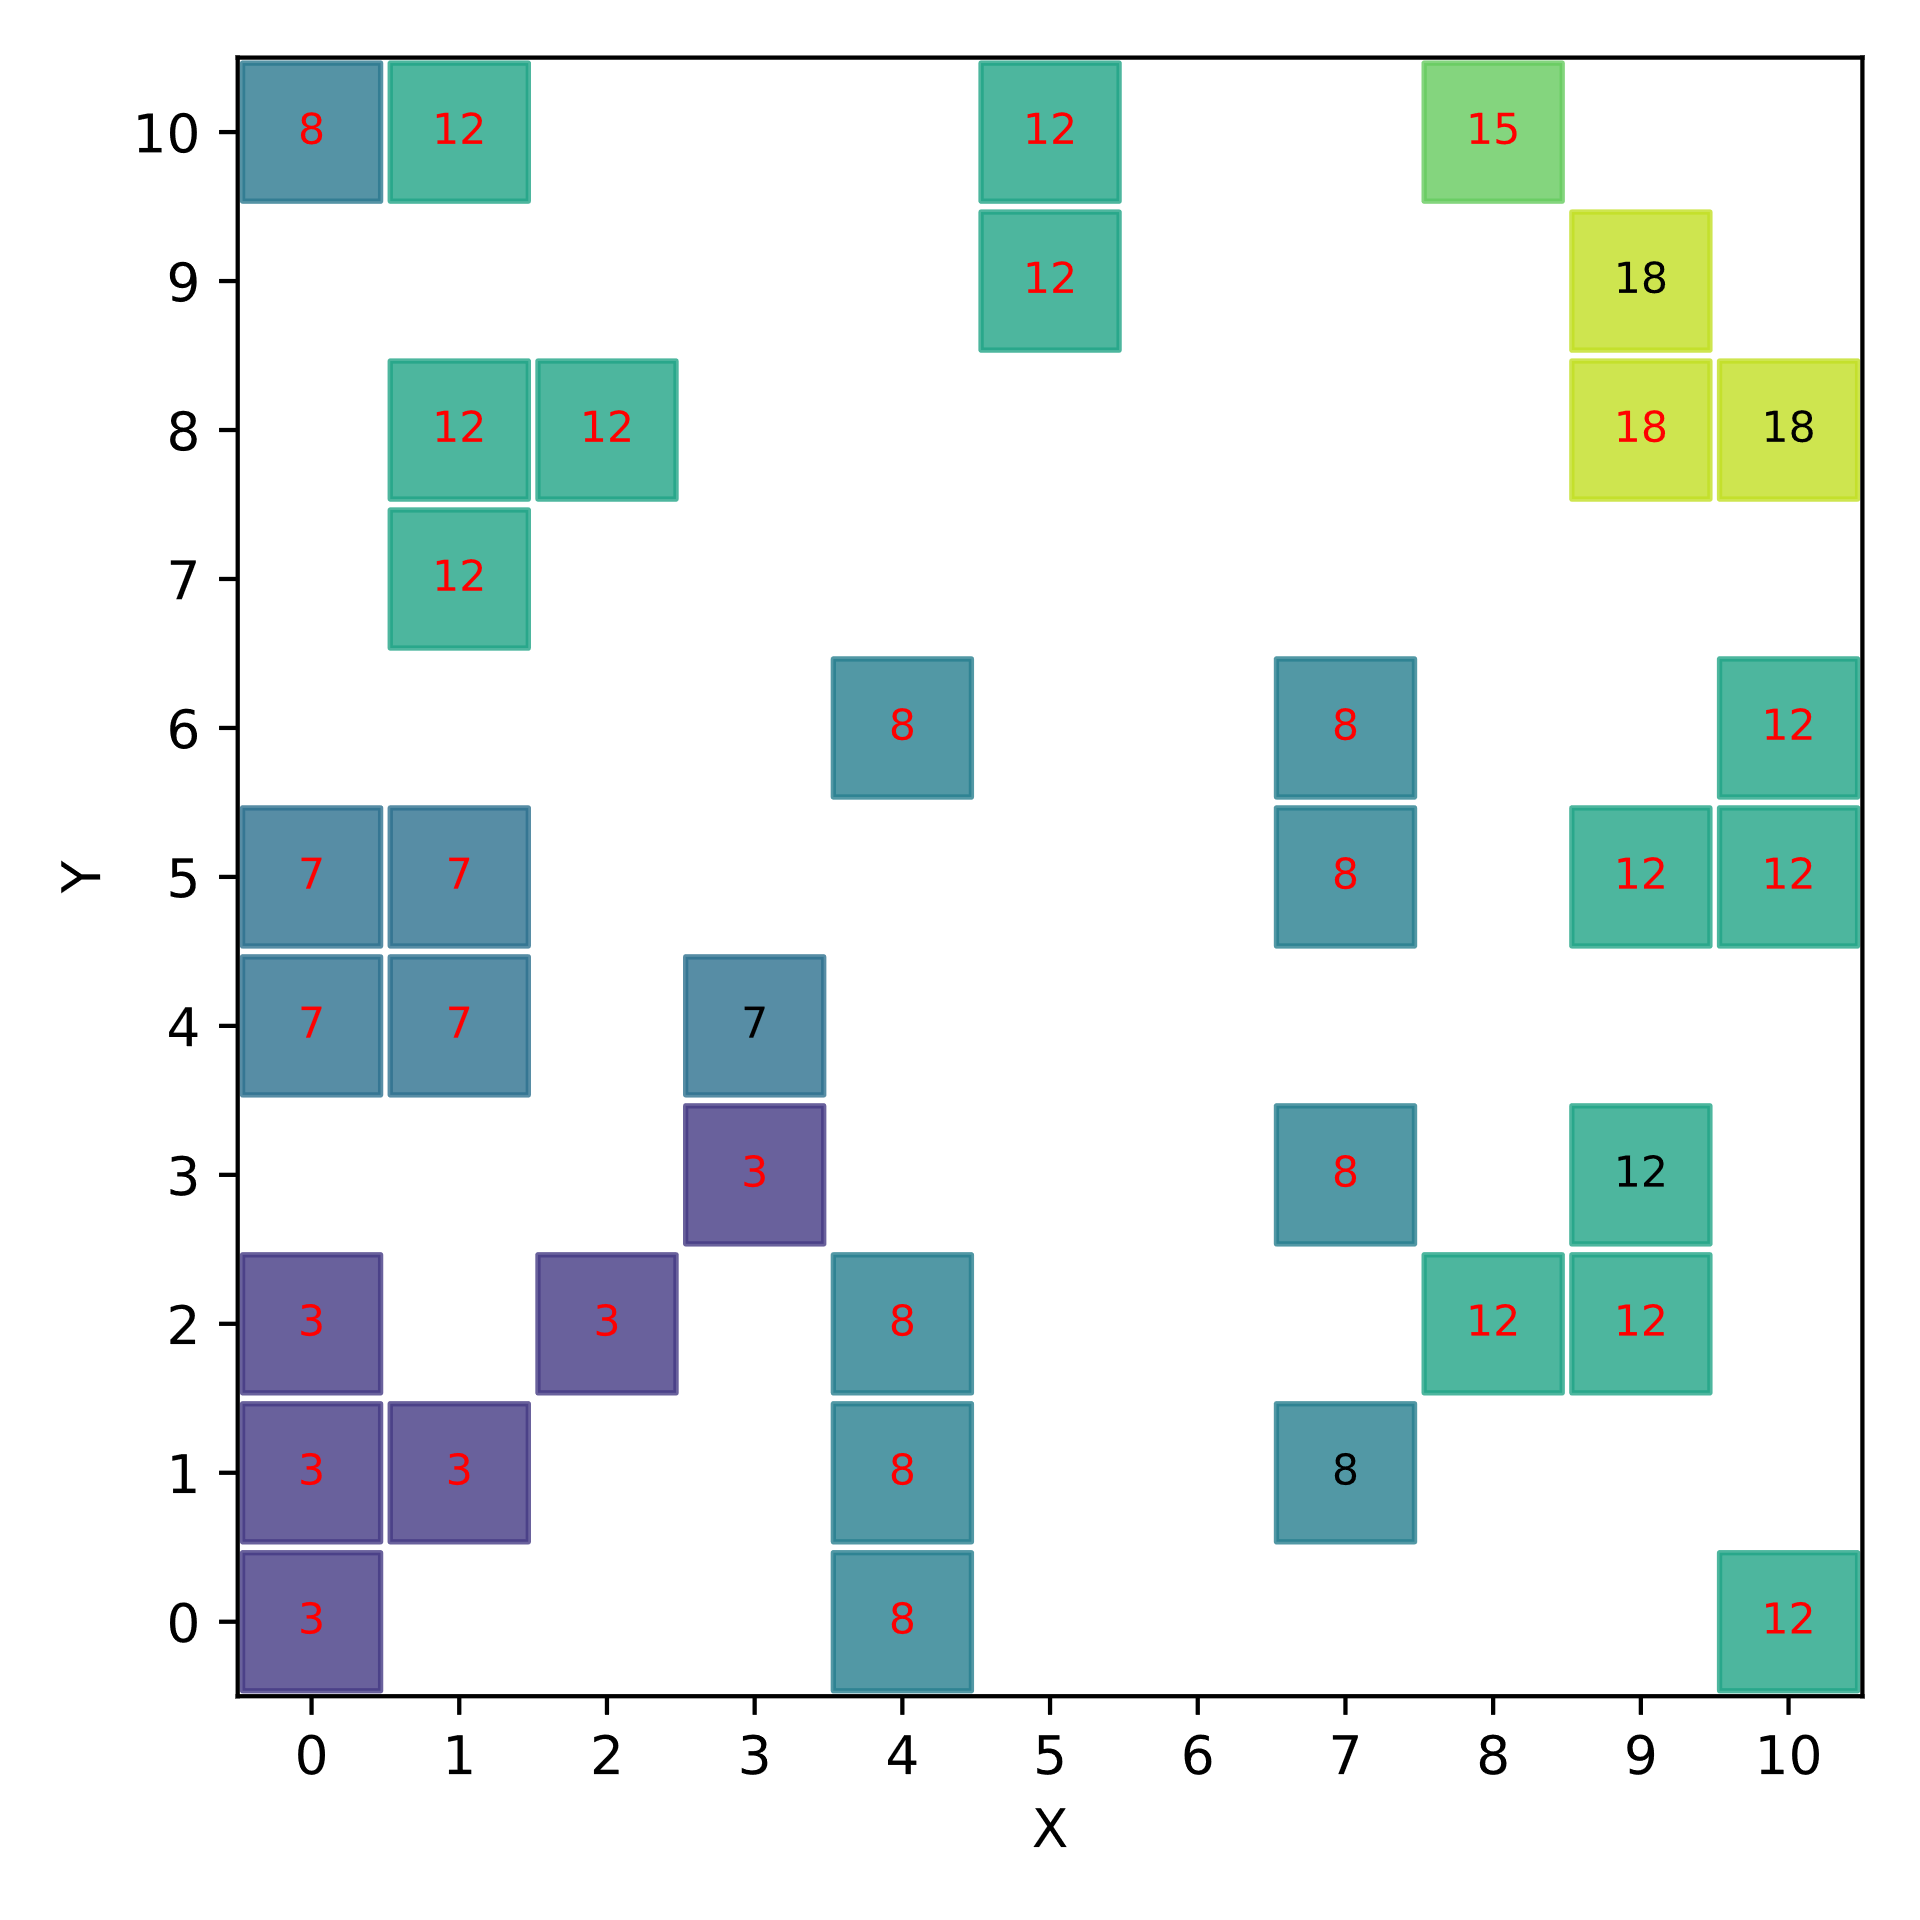 10 8 12 12 15
9 12 18
8 12 12 18 18
7 12
6 8 8 12
5 7 7 8 12 12
4 7 7 7
3 3 8 12
2 3 3 8 12 12
1 3 3 8 8
0 3 8 12
0 1 2 3 4 5 6 7 8 9 10
X
Y